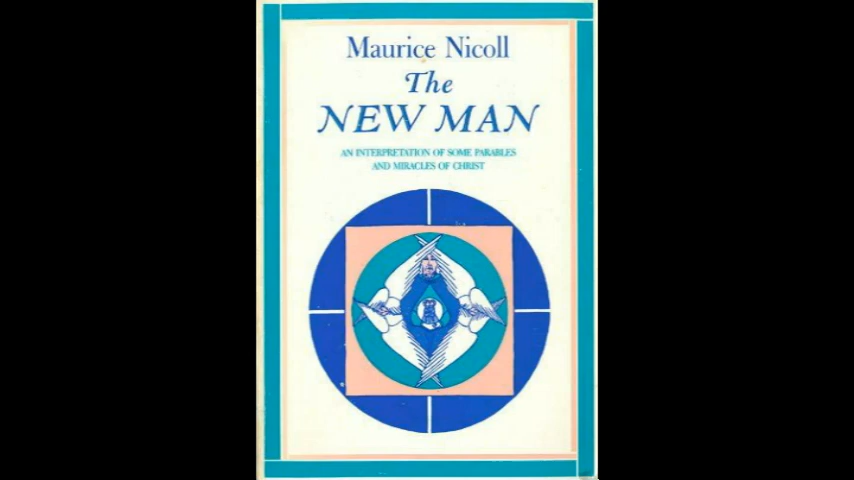 Maurice Nicoll
The
NEW MAN
AN INTERPRETATION OF SOME PARABLES
AND MIRACLES OF CHRIST